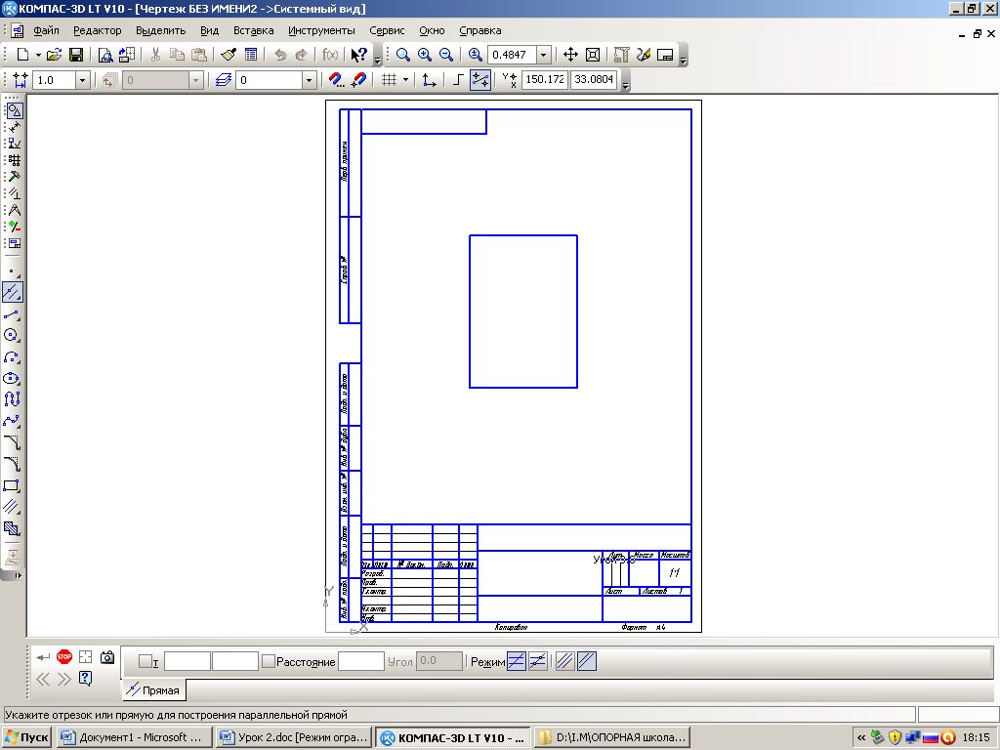 КОМПАС-3D LT V10 - [Чертеж БЕЗ ИМЕНИ2 ->Системный вид]
Файл Редактор Выделить Вид Вставка Инструменты Сервис Окно Справка
f(x) 0.4847
1.0 0 0 150.172 33.0804
Перв. примен.
Справ. №
Подп. и дата
Инв. № дубл.
Взам. инв. №
Подп. и дата
Инв. № подл.
Лист № докум. Подп. Дата
Разраб.
Пров.
Т.контр.
Н.контр.
Утв.
Лит. Масса Масштаб
1:1
Лист Листов 1
Копировал Формат A4
Y
X
STOP
т Расстояние Угол 0.0 Режим
Прямая
Укажите отрезок или прямую для построения параллельной прямой
Пуск Документ1 - Microsoft ... Урок 2.doc [Режим огра... КОМПАС-3D LT V10 - ... D:\I.M\ОПОРНАЯ школа... « 18:15